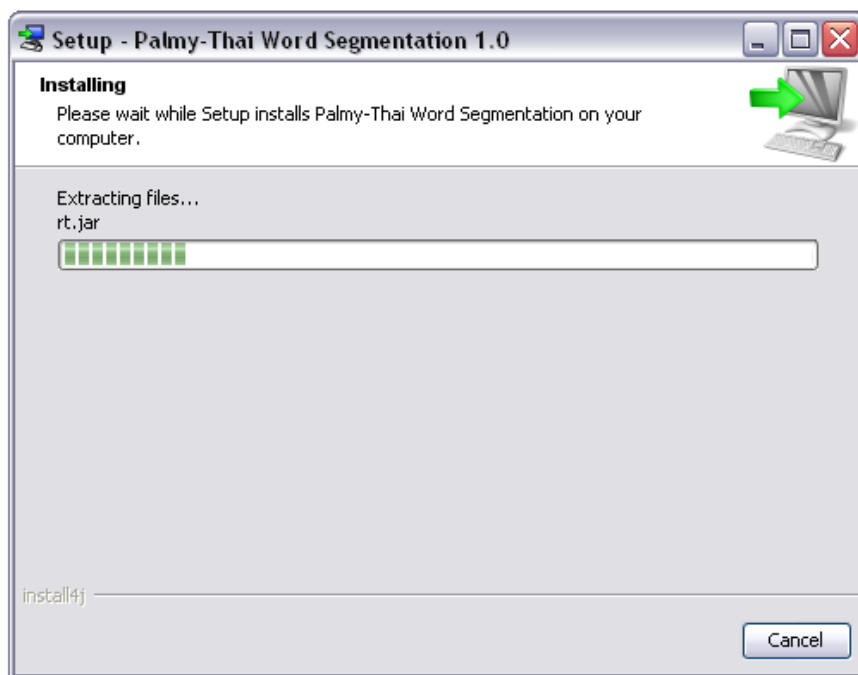 Setup - Palmy-Thai Word Segmentation 1.0
Installing
Please wait while Setup installs Palmy-Thai Word Segmentation on your
computer.
Extracting files...
rt.jar
install4j
Cancel